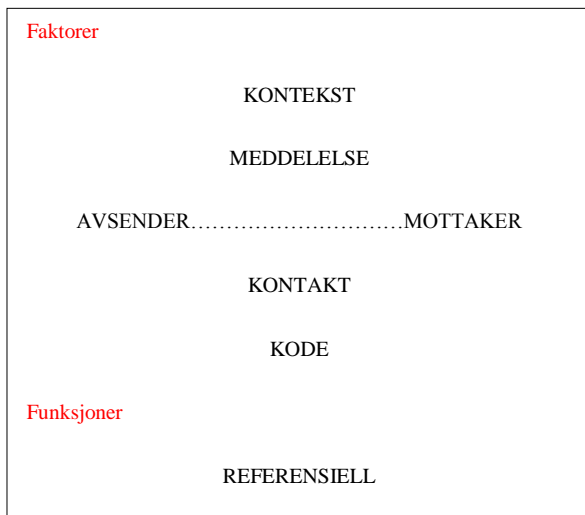 Faktorer
KONTEKST
MEDDELELSE
AVSENDER…………………………MOTTAKER
KONTAKT
KODE
Funksjoner
REFERENSIELL